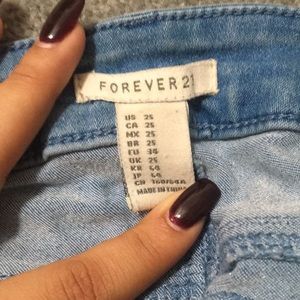 FOREVER 21
US 25
CA 25
MX 25
BR 25
EU 34
UK 25
KR 64
JP 64
CN 160/64A
MADE IN CHINA